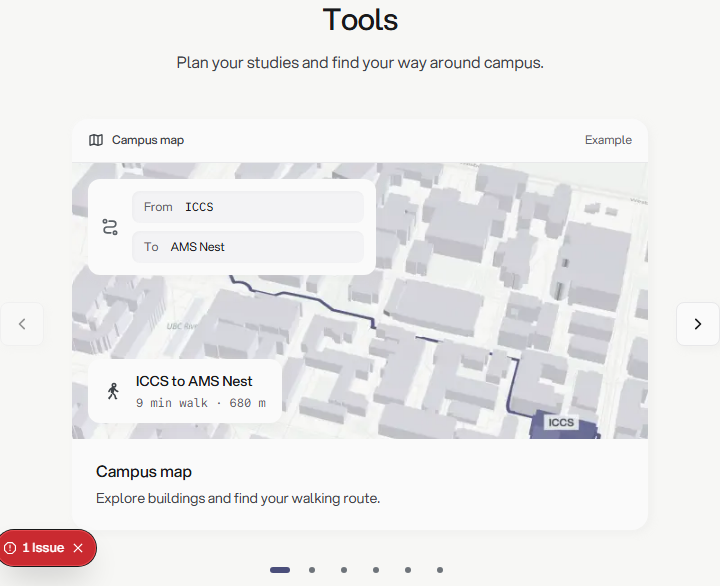 Tools
Plan your studies and find your way around campus.
Campus map
Example
From ICCS
To AMS Nest
ICCS to AMS Nest
9 min walk · 680 m
ICCS
Campus map
Explore buildings and find your walking route.
1 Issue